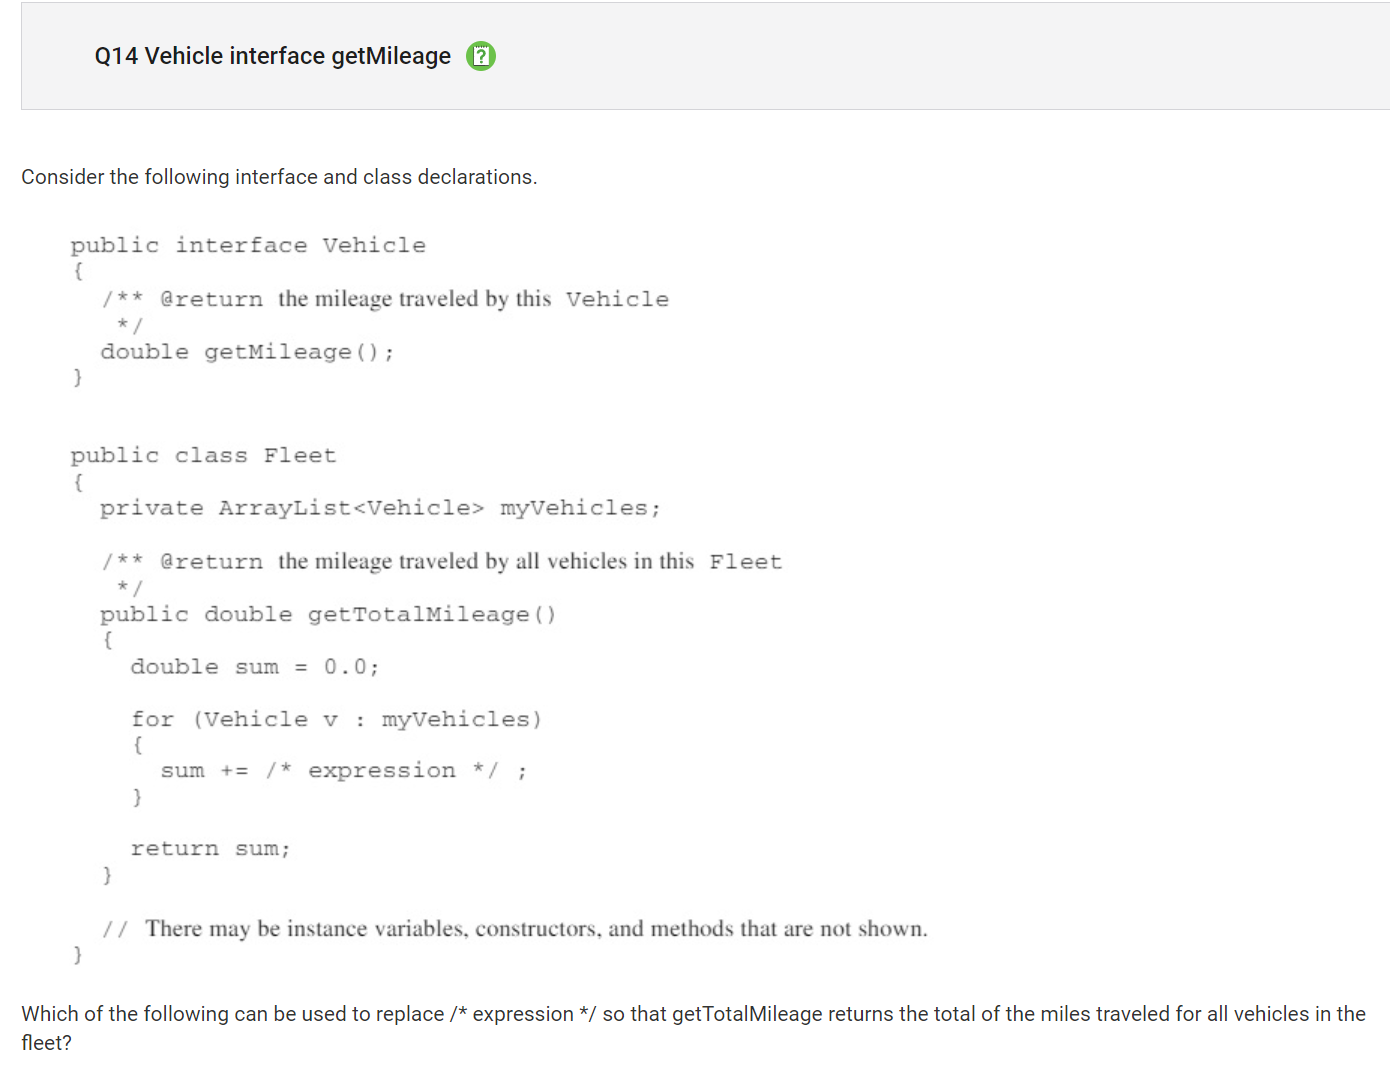 Q14 Vehicle interface getMileage
Consider the following interface and class declarations.
public interface Vehicle
{
/** @return the mileage traveled by this Vehicle
*/
double getMileage();
}
public class Fleet
{
private ArrayList<Vehicle> myVehicles;
/** @return the mileage traveled by all vehicles in this Fleet
*/
public double getTotalMileage()
{
double sum = 0.0;
for (Vehicle v : myVehicles)
{
sum += /* expression */ ;
}
return sum;
}
// There may be instance variables, constructors, and methods that are not shown.
}
Which of the following can be used to replace /* expression */ so that getTotalMileage returns the total of the miles traveled for all vehicles in the
fleet?